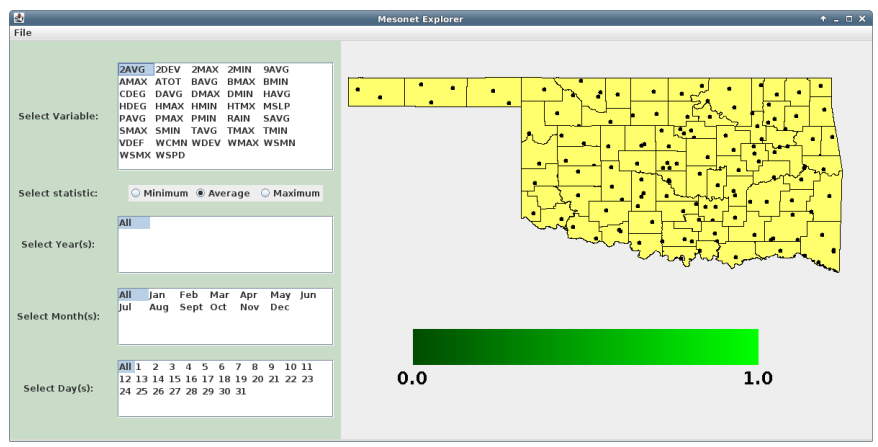 Mesonet Explorer
File
Select Variable:
2AVG 2DEV 2MAX 2MIN 9AVG
AMAX ATOT BAVG BMAX BMIN
CDEG DAVG DMAX DMIN HAVG
HDEG HMAX HMIN HTMX MSLP
PAVG PMAX PMIN RAIN SAVG
SMAX SMIN TAVG TMAX TMIN
VDEF WCMN WDEV WMAX WSMN
WSMX WSPD
Select statistic: Minimum Average Maximum
Select Year(s):
All
Select Month(s):
All Jan Feb Mar Apr May Jun
Jul Aug Sept Oct Nov Dec
Select Day(s):
All 1 2 3 4 5 6 7 8 9 10 11
12 13 14 15 16 17 18 19 20 21 22 23
24 25 26 27 28 29 30 31
0.0 1.0